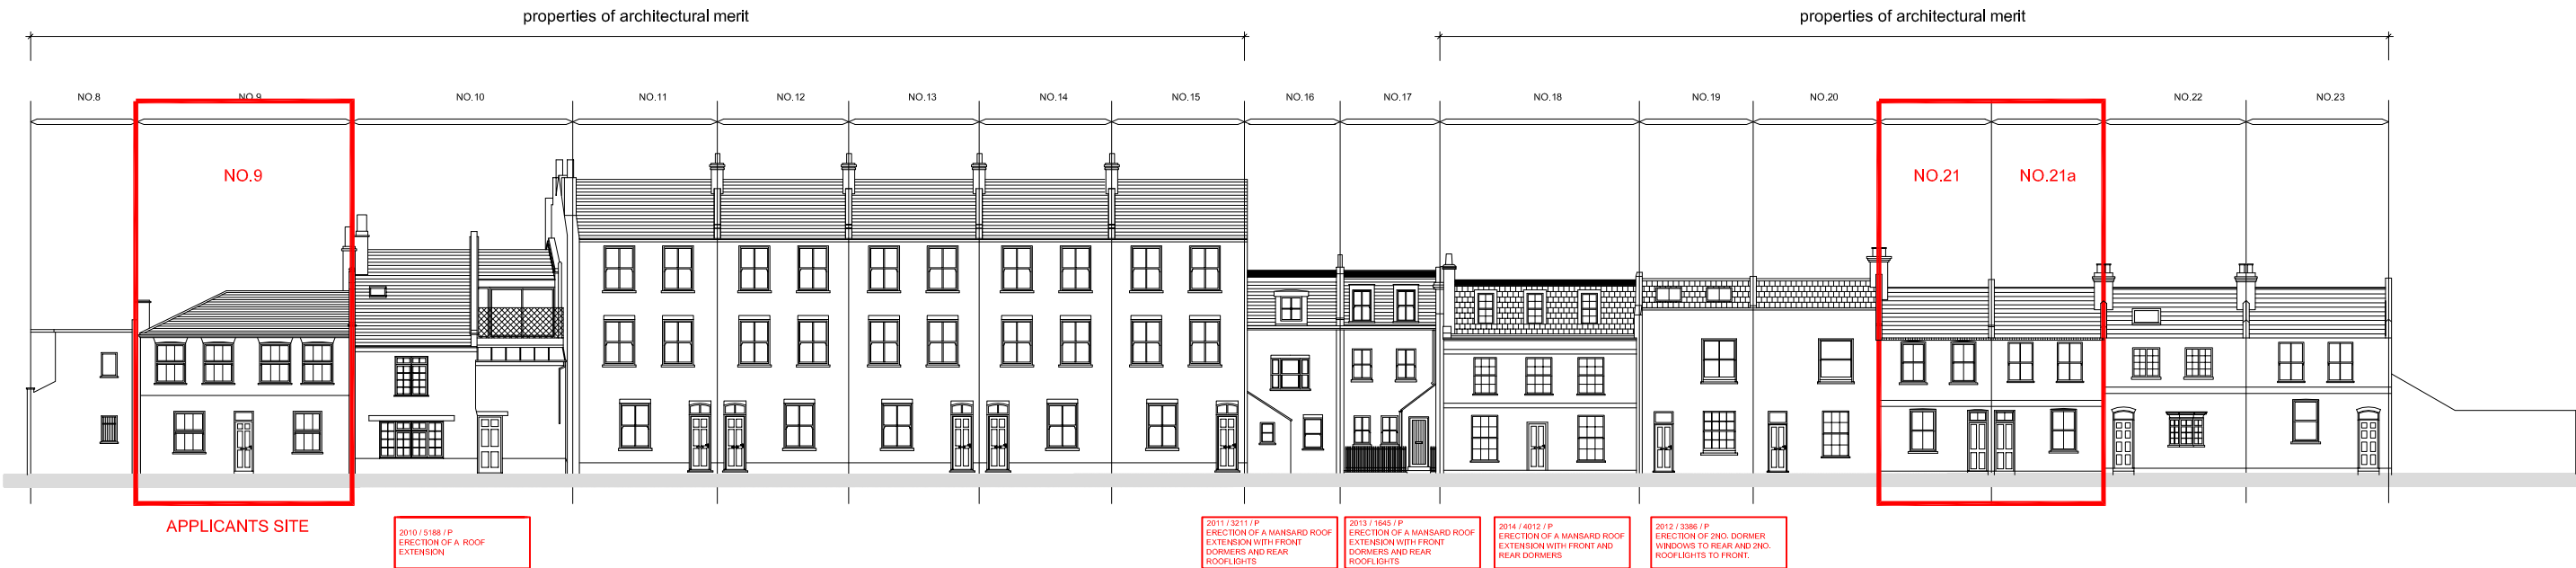 properties of architectural merit
properties of architectural merit
NO.8
NO.9
NO.10
NO.11
NO.12
NO.13
NO.14
NO.15
NO.16
NO.17
NO.18
NO.19
NO.20
NO.22
NO.23
NO.9
NO.21
NO.21a
APPLICANTS SITE
2010 / 5188 / P
ERECTION OF A ROOF
EXTENSION
2011 / 3211 / P
ERECTION OF A MANSARD ROOF
EXTENSION WITH FRONT
DORMERS AND REAR
ROOFLIGHTS
2013 / 1645 / P
ERECTION OF A MANSARD ROOF
EXTENSION WITH FRONT
DORMERS AND REAR
ROOFLIGHTS
2014 / 4012 / P
ERECTION OF A MANSARD ROOF
EXTENSION WITH FRONT AND
REAR DORMERS
2012 / 3386 / P
ERECTION OF 2NO. DORMER
WINDOWS TO REAR AND 2NO.
ROOFLIGHTS TO FRONT.